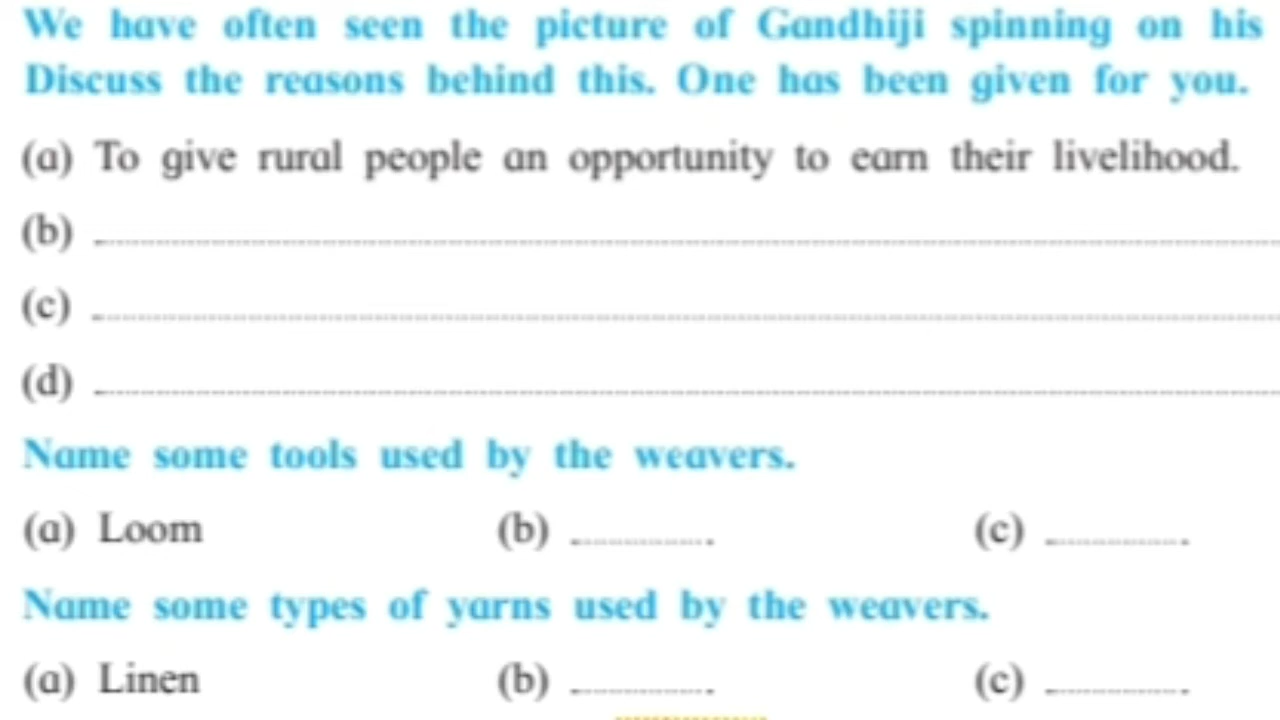 We have often seen the picture of Gandhiji spinning on his
Discuss the reasons behind this. One has been given for you.
(a) To give rural people an opportunity to earn their livelihood.
(b) ....................
(c) ....................
(d) ....................
Name some tools used by the weavers.
(a) Loom (b) ............. (c) .............
Name some types of yarns used by the weavers.
(a) Linen (b) ............. (c) .............